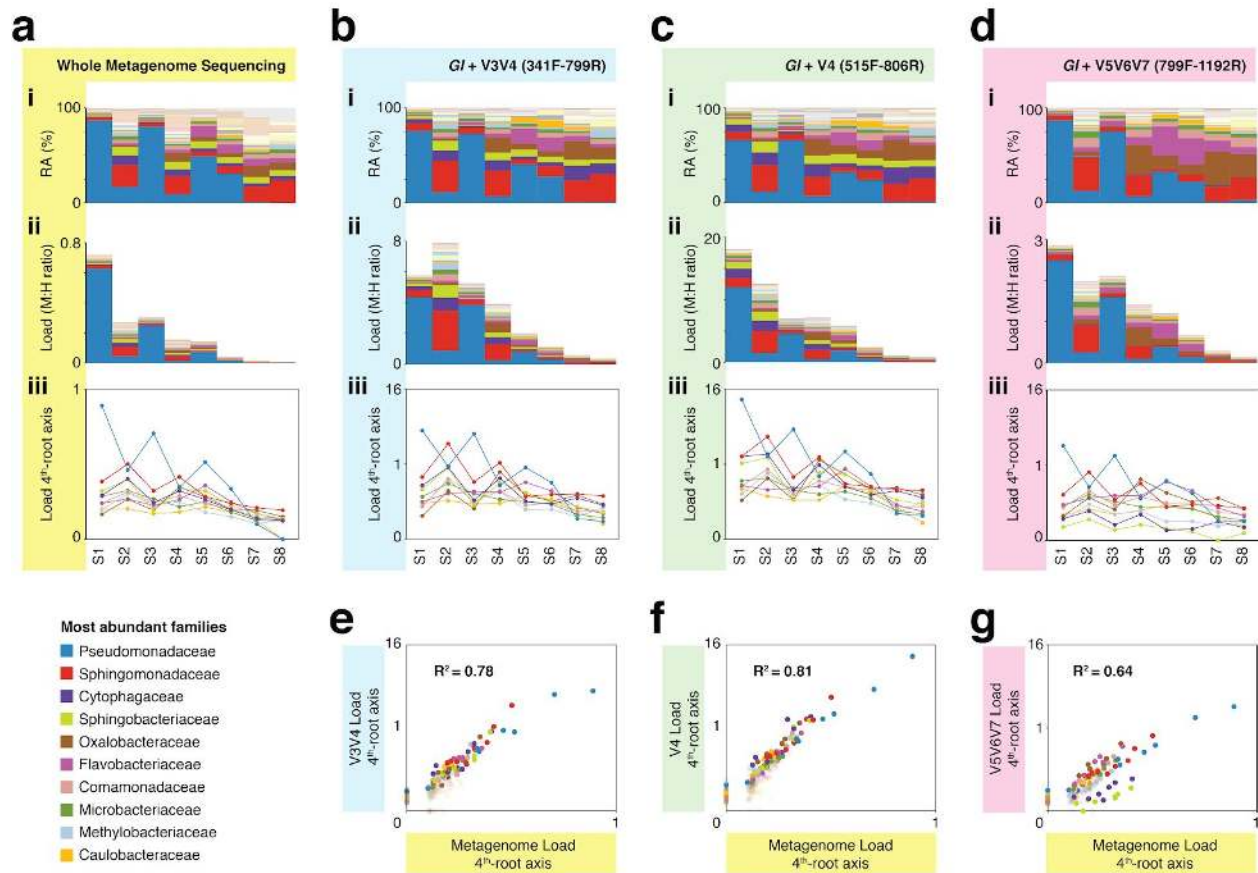 a
Whole Metagenome Sequencing
i
RA (%)
100
0
ii
Load (M:H ratio)
0.8
0
iii
Load 4th-root axis
1
0
S1 S2 S3 S4 S5 S6 S7 S8
b
GI + V3V4 (341F-799R)
i
RA (%)
100
0
ii
Load (M:H ratio)
8
0
iii
Load 4th-root axis
16
1
0
S1 S2 S3 S4 S5 S6 S7 S8
c
GI + V4 (515F-806R)
i
RA (%)
100
0
ii
Load (M:H ratio)
20
0
iii
Load 4th-root axis
16
1
0
S1 S2 S3 S4 S5 S6 S7 S8
d
GI + V5V6V7 (799F-1192R)
i
RA (%)
100
0
ii
Load (M:H ratio)
3
0
iii
Load 4th-root axis
16
1
0
S1 S2 S3 S4 S5 S6 S7 S8
Most abundant families
Pseudomonadaceae
Sphingomonadaceae
Cytophagaceae
Sphingobacteriaceae
Oxalobacteraceae
Flavobacteriaceae
Comamonadaceae
Microbacteriaceae
Methylobacteriaceae
Caulobacteraceae
e
V3V4 Load
4th-root axis
16
1
R² = 0.78
0
1
Metagenome Load
4th-root axis
f
V4 Load
4th-root axis
16
1
R² = 0.81
0
1
Metagenome Load
4th-root axis
g
V5V6V7 Load
4th-root axis
16
1
R² = 0.64
0
1
Metagenome Load
4th-root axis